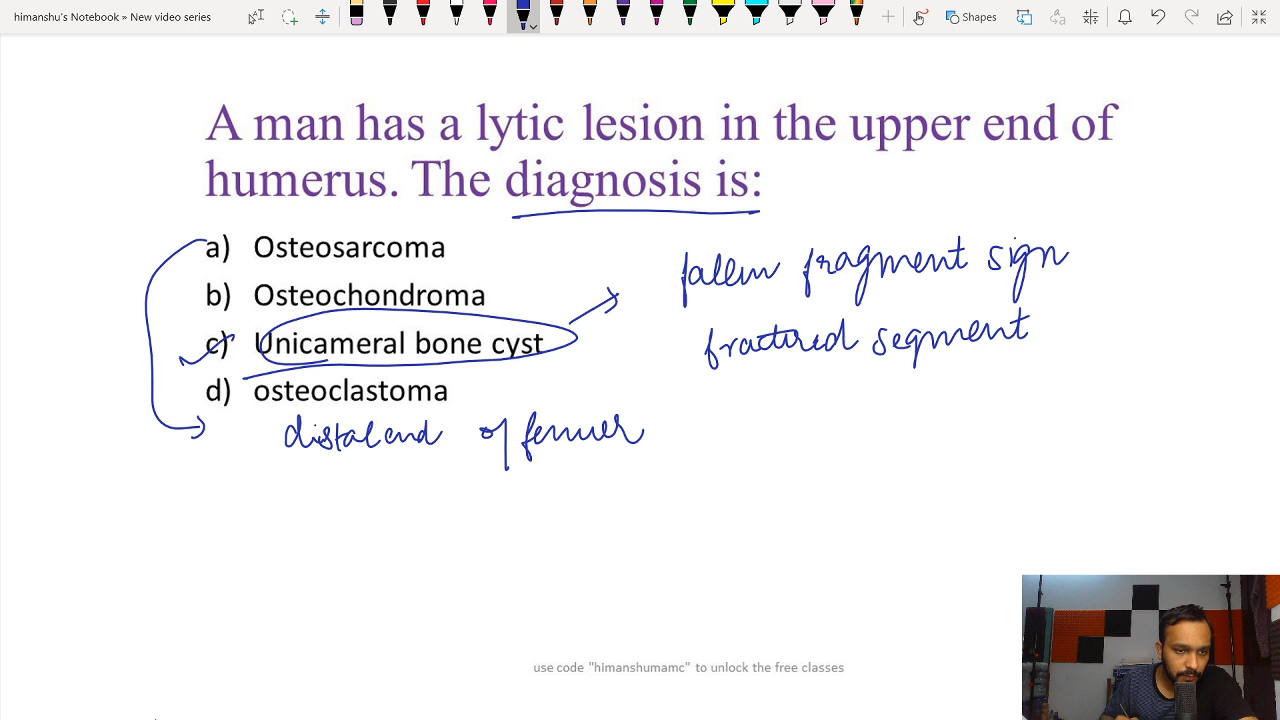 himanshu's Notebook » New video series
Shapes
A man has a lytic lesion in the upper end of
humerus. The diagnosis is:
a) Osteosarcoma
b) Osteochondroma
c) Unicameral bone cyst
d) osteoclastoma
fallen fragment sign
fractured segment
distal end of femur
use code "himanshumamc" to unlock the free classes